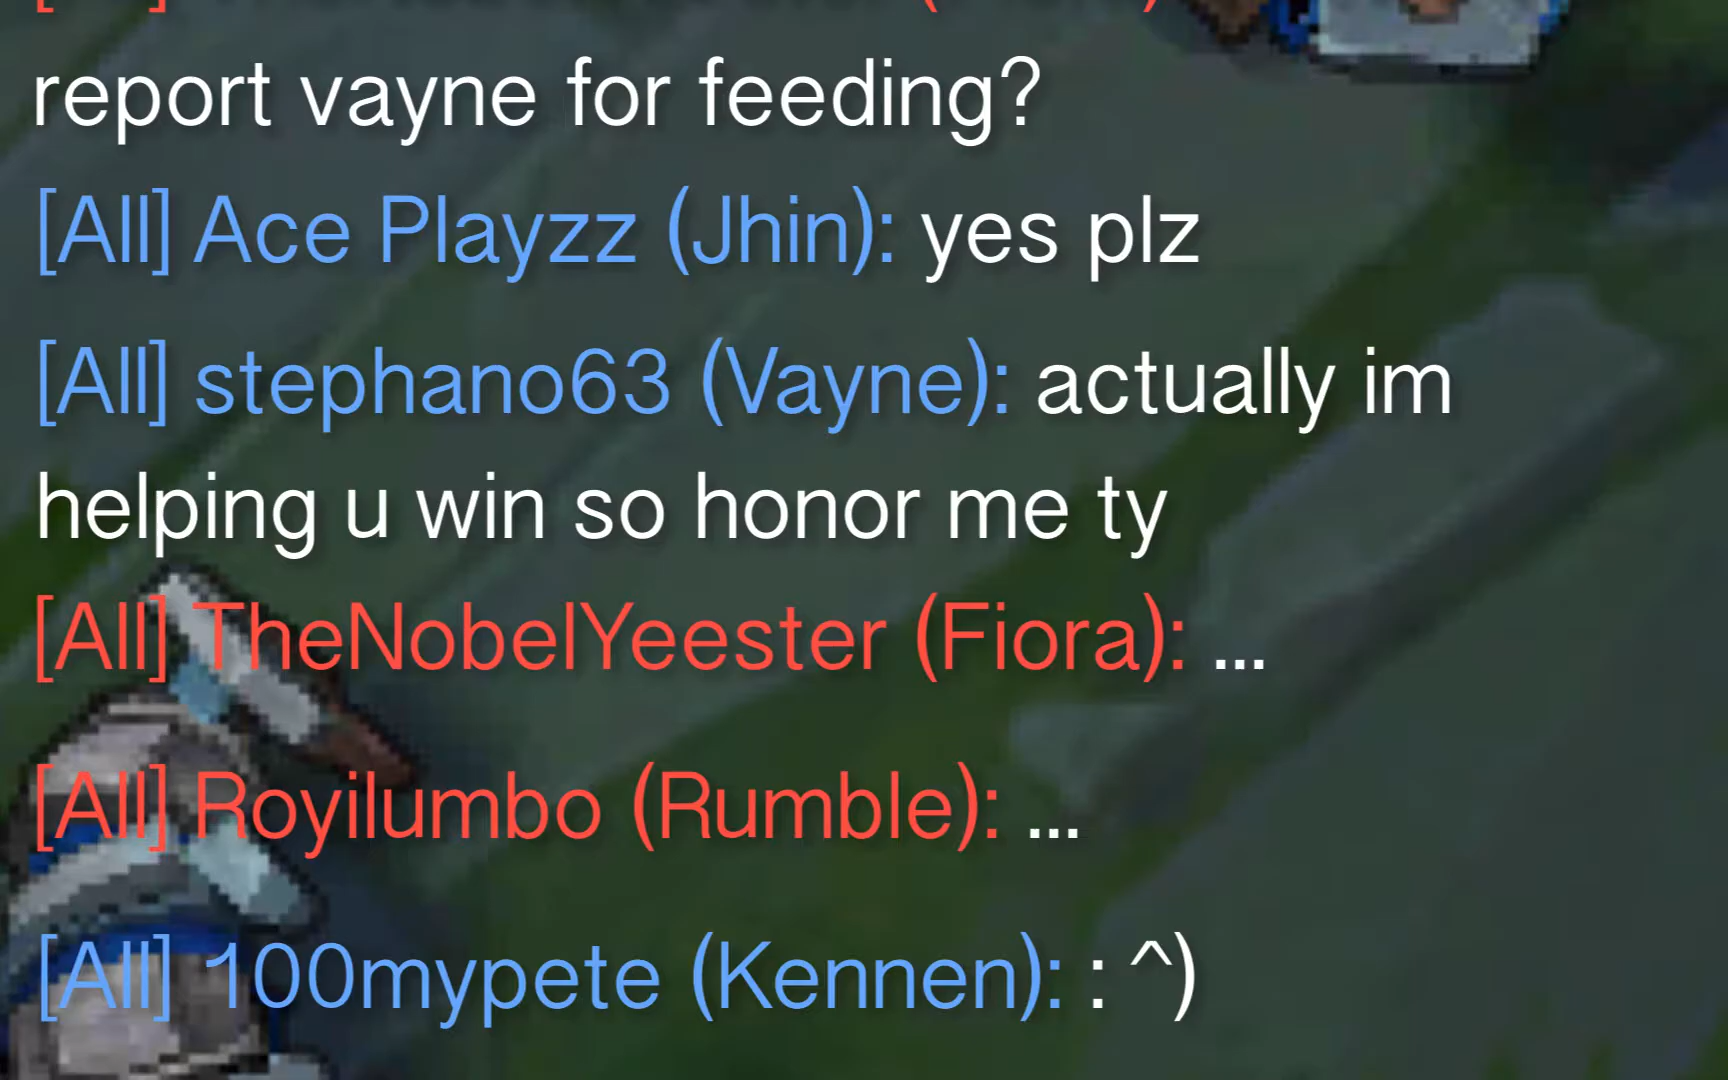 report vayne for feeding?
[All] Ace Playzz (Jhin): yes plz
[All] stephano63 (Vayne): actually im
helping u win so honor me ty
[All] TheNobelYeester (Fiora): ...
[All] Royilumbo (Rumble): ...
[All] 100mypete (Kennen): : ^)